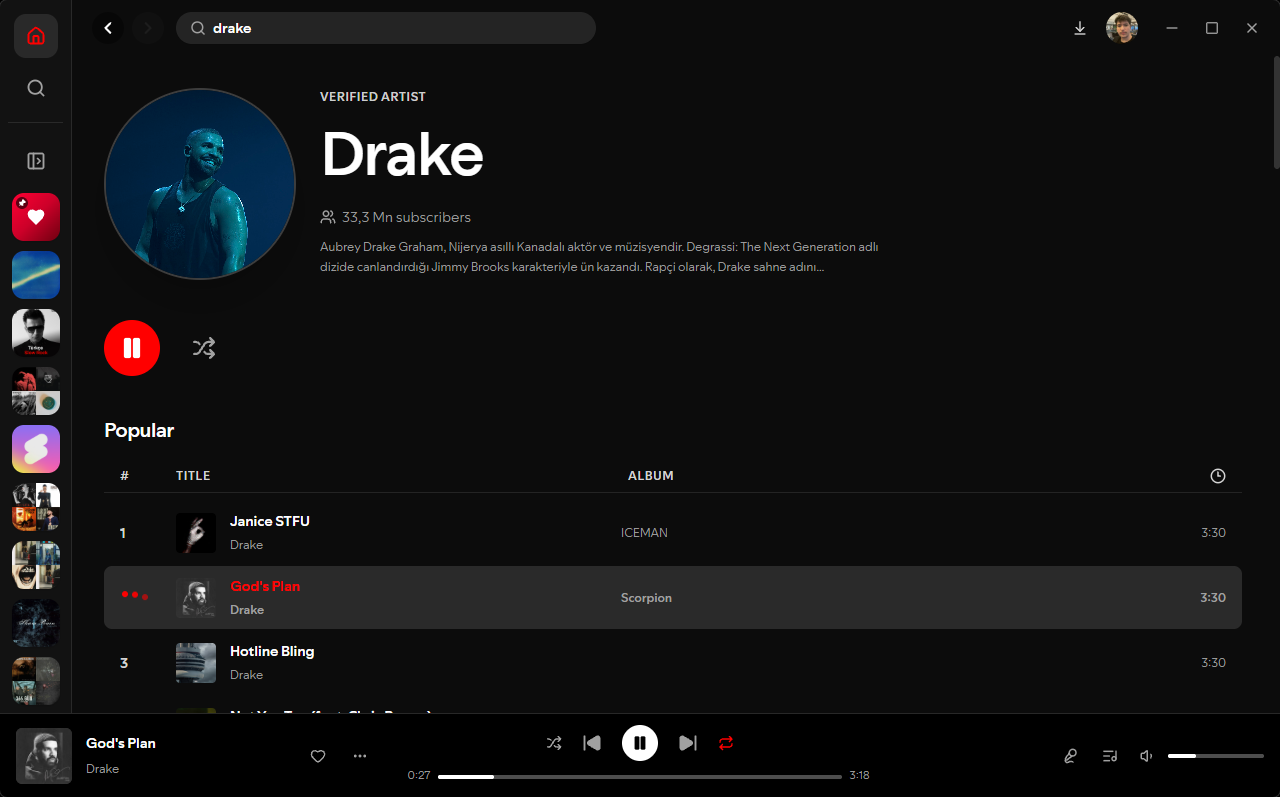 drake
VERIFIED ARTIST
Drake
33,3 Mn subscribers
Aubrey Drake Graham, Nijerya asıllı Kanadalı aktör ve müzisyendir. Degrassi: The Next Generation adlı
dizide canlandırdığı Jimmy Brooks karakteriyle ün kazandı. Rapçi olarak, Drake sahne adını...
Türkçe
Popular
# TITLE ALBUM
1 Janice STFU ICEMAN 3:30
Drake
God's Plan Scorpion 3:30
Drake
3 Hotline Bling 3:30
Drake
God's Plan
Drake
0:27 3:18